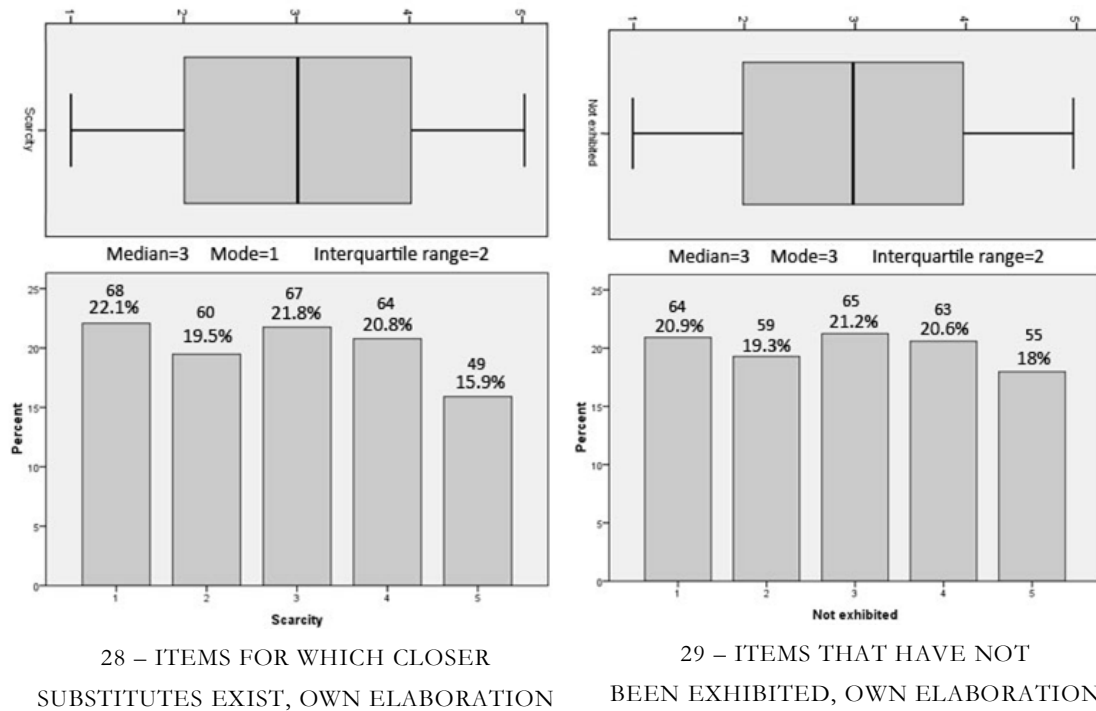 1 2 3 4 5
Scarcity
Median=3 Mode=1 Interquartile range=2
25
20
15
10
5
0
Percent
68
22.1%
60
19.5%
67
21.8%
64
20.8%
49
15.9%
1 2 3 4 5
Scarcity
28 – ITEMS FOR WHICH CLOSER
SUBSTITUTES EXIST, OWN ELABORATION
1 2 3 4 5
Not exhibited
Median=3 Mode=3 Interquartile range=2
25
20
15
10
5
0
Percent
64
20.9%
59
19.3%
65
21.2%
63
20.6%
55
18%
1 2 3 4 5
Not exhibited
29 – ITEMS THAT HAVE NOT
BEEN EXHIBITED, OWN ELABORATION